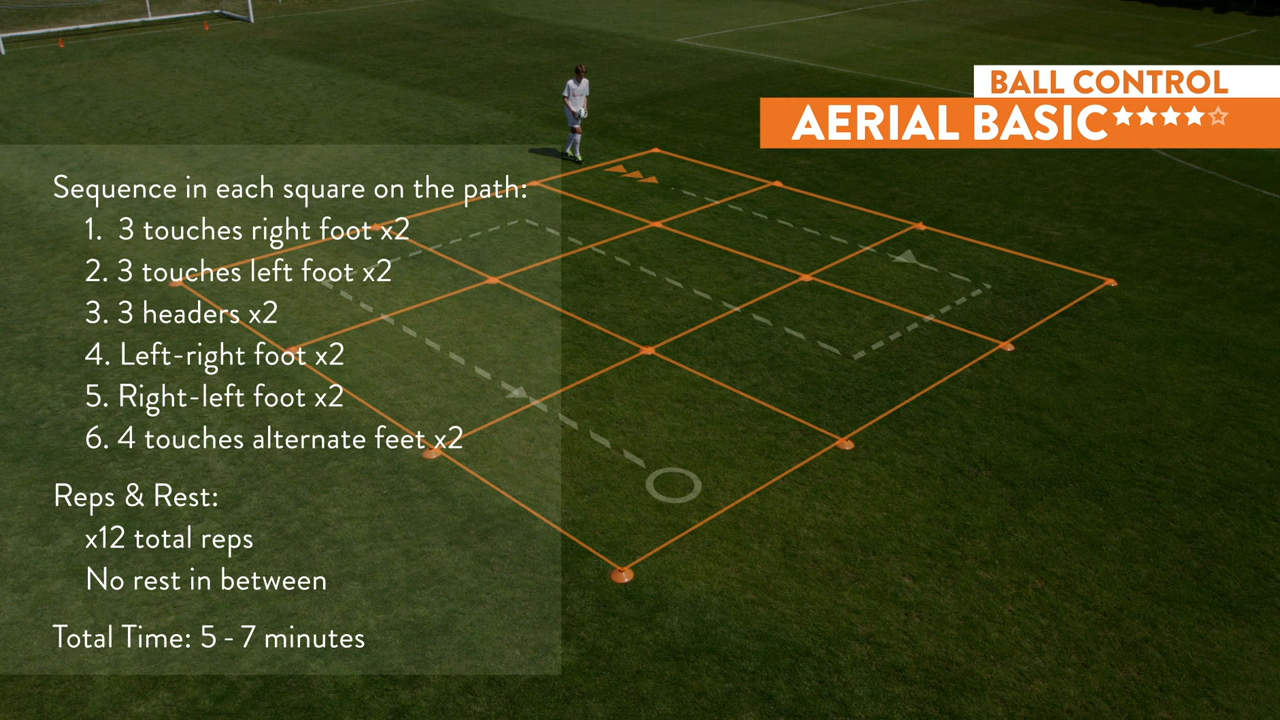 BALL CONTROL
AERIAL BASIC
Sequence in each square on the path:
1. 3 touches right foot x2
2. 3 touches left foot x2
3. 3 headers x2
4. Left-right foot x2
5. Right-left foot x2
6. 4 touches alternate feet x2
Reps & Rest:
x12 total reps
No rest in between
Total Time: 5 - 7 minutes